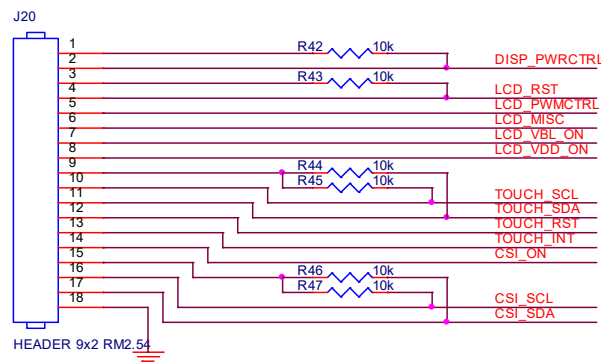 J20
1
R42 10k
2
DISP_PWRCTRL
3
R43 10k
4
LCD_RST
5
LCD_PWMCTRL
6
LCD_MISC
7
LCD_VBL_ON
8
LCD_VDD_ON
9
R44 10k
10
R45 10k
11
TOUCH_SCL
12
TOUCH_SDA
13
TOUCH_RST
14
TOUCH_INT
15
CSI_ON
16
R46 10k
17
R47 10k
18
CSI_SCL
CSI_SDA
HEADER 9x2 RM2.54